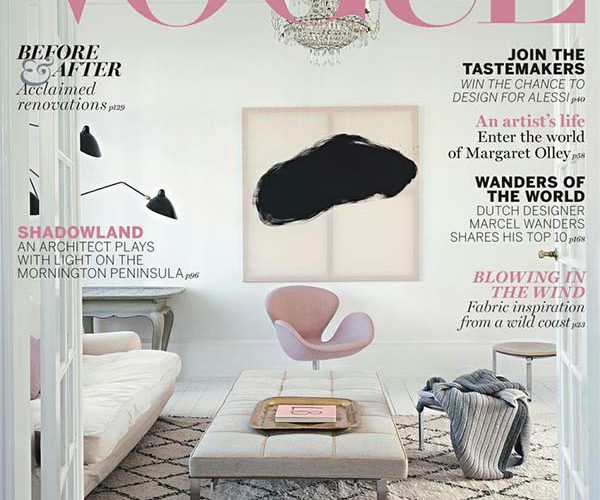 VOGUE
BEFORE
& AFTER
Acclaimed
renovations p129
SHADOWLAND
AN ARCHITECT PLAYS
WITH LIGHT ON THE
MORNINGTON PENINSULA p96
JOIN THE
TASTEMAKERS
WIN THE CHANCE TO
DESIGN FOR ALESSI p40
An artist's life
Enter the world
of Margaret Olley p58
WANDERS OF
THE WORLD
DUTCH DESIGNER
MARCEL WANDERS
SHARES HIS TOP 10 p168
BLOWING IN
THE WIND
Fabric inspiration
from a wild coast p23